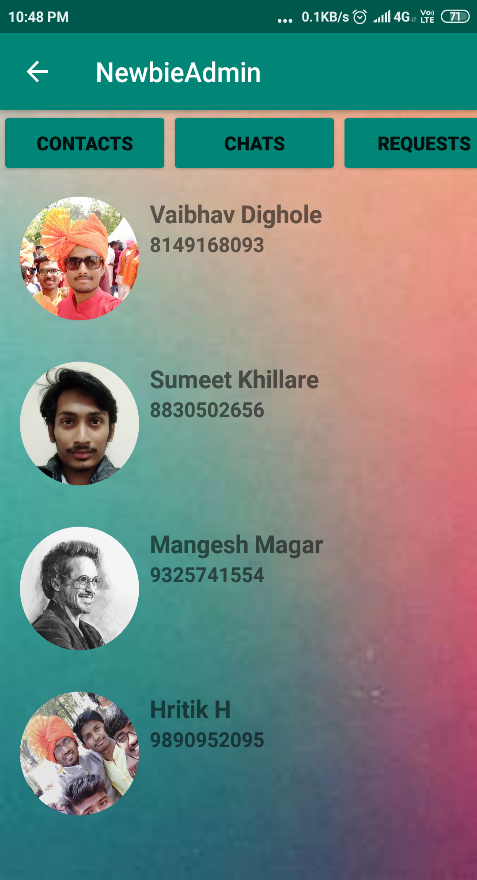 10:48 PM ... 0.1KB/s 4G Vo)) LTE 71
NewbieAdmin
CONTACTS CHATS REQUESTS
Vaibhav Dighole
8149168093
Sumeet Khillare
8830502656
Mangesh Magar
9325741554
Hritik H
9890952095